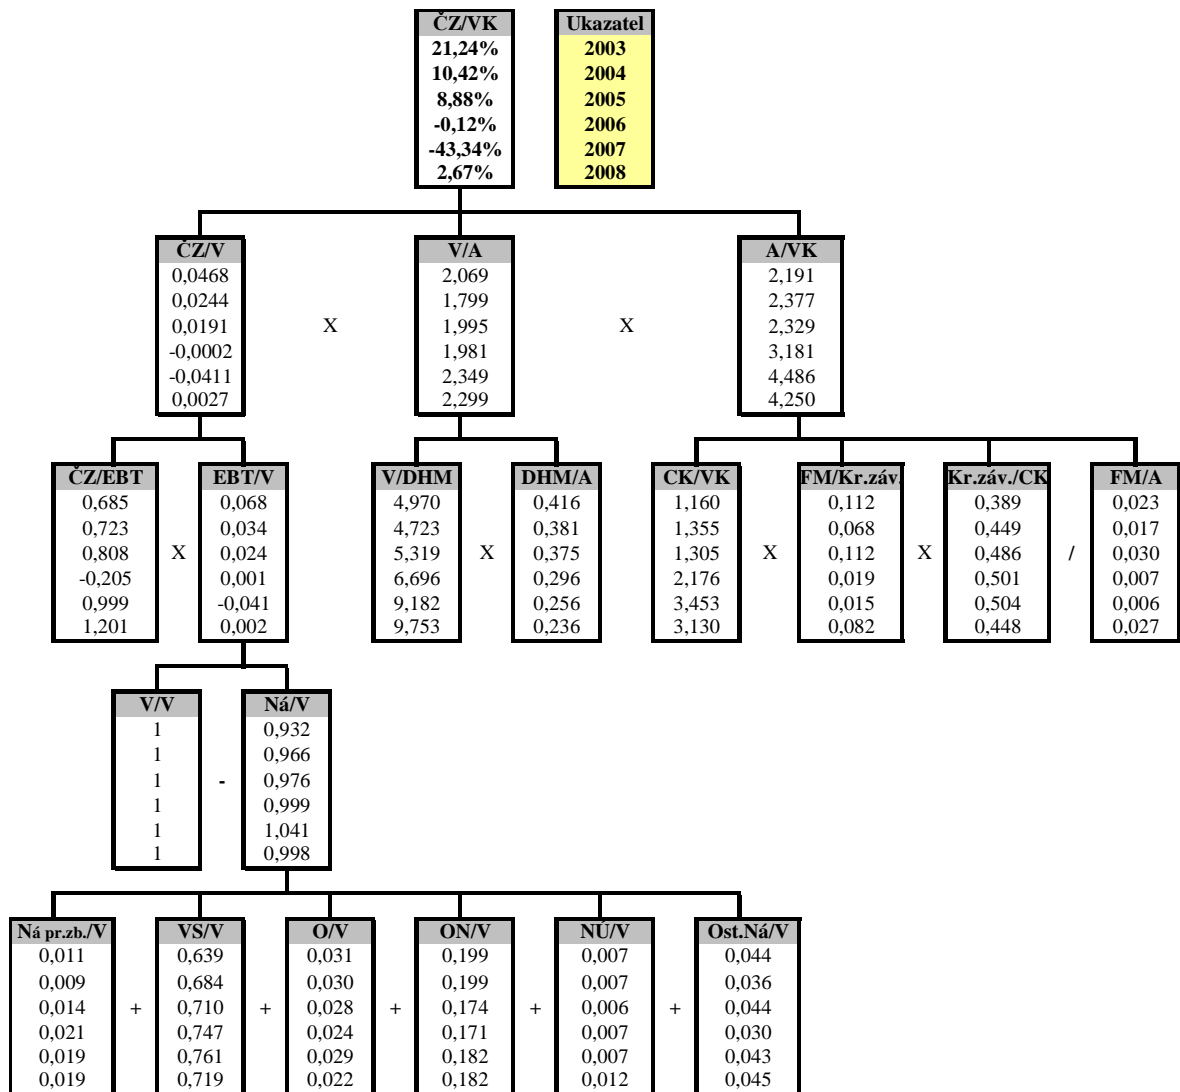 ČZ/VK Ukazatel
21,24% 2003
10,42% 2004
8,88% 2005
-0,12% 2006
-43,34% 2007
2,67% 2008
ČZ/V V/A A/VK
0,0468 2,069 2,191
0,0244 1,799 2,377
0,0191 X 1,995 X 2,329
-0,0002 1,981 3,181
-0,0411 2,349 4,486
0,0027 2,299 4,250
ČZ/EBT EBT/V V/DHM DHM/A CK/VK FM/Kr.záv. Kr.záv./CK FM/A
0,685 0,068 4,970 0,416 1,160 0,112 0,389 0,023
0,723 0,034 4,723 0,381 1,355 0,068 0,449 0,017
0,808 X 0,024 5,319 X 0,375 1,305 X 0,112 X 0,486 / 0,030
-0,205 0,001 6,696 0,296 2,176 0,019 0,501 0,007
0,999 -0,041 9,182 0,256 3,453 0,015 0,504 0,006
1,201 0,002 9,753 0,236 3,130 0,082 0,448 0,027
V/V Ná/V
1 0,932
1 0,966
1 - 0,976
1 0,999
1 1,041
1 0,998
Ná pr.zb./V VS/V O/V ON/V NÚ/V Ost.Ná/V
0,011 0,639 0,031 0,199 0,007 0,044
0,009 0,684 0,030 0,199 0,007 0,036
0,014 + 0,710 + 0,028 + 0,174 + 0,006 + 0,044
0,021 0,747 0,024 0,171 0,007 0,030
0,019 0,761 0,029 0,182 0,007 0,043
0,019 0,719 0,022 0,182 0,012 0,045